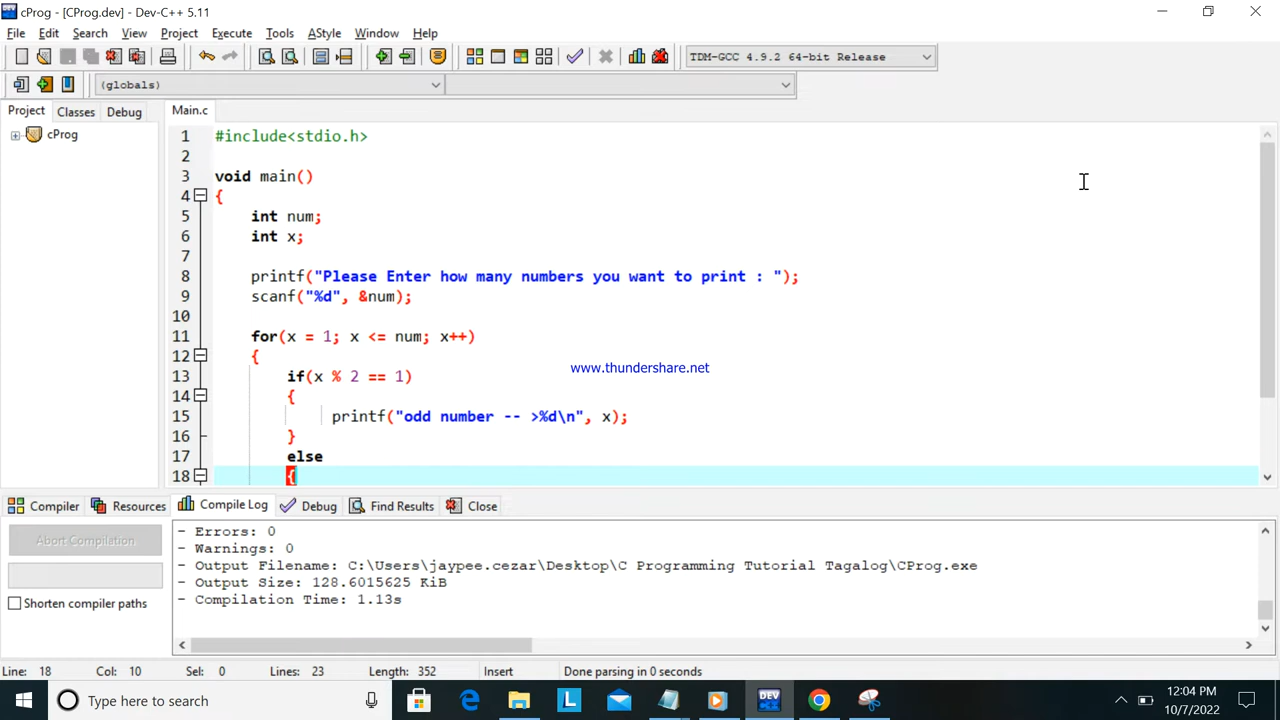 cProg - [CProg.dev] - Dev-C++ 5.11
File Edit Search View Project Execute Tools AStyle Window Help
TDM-GCC 4.9.2 64-bit Release
(globals)
Project Classes Debug Main.c
cProg
1 #include<stdio.h>
2
3 void main()
4 {
5 int num;
6 int x;
7
8 printf("Please Enter how many numbers you want to print : ");
9 scanf("%d", &num);
10
11 for(x = 1; x <= num; x++)
12 {
www.thundershare.net
13 if(x % 2 == 1)
14 {
15 printf("odd number -- >%d\n", x);
16 }
17 else
18 {
Compiler Resources Compile Log Debug Find Results Close
Abort Compilation
Shorten compiler paths
- Errors: 0
- Warnings: 0
- Output Filename: C:\Users\jaypee.cezar\Desktop\C Programming Tutorial Tagalog\CProg.exe
- Output Size: 128.6015625 KiB
- Compilation Time: 1.13s
Line: 18 Col: 10 Sel: 0 Lines: 23 Length: 352 Insert Done parsing in 0 seconds
Type here to search
L
DEV
12:04 PM
10/7/2022